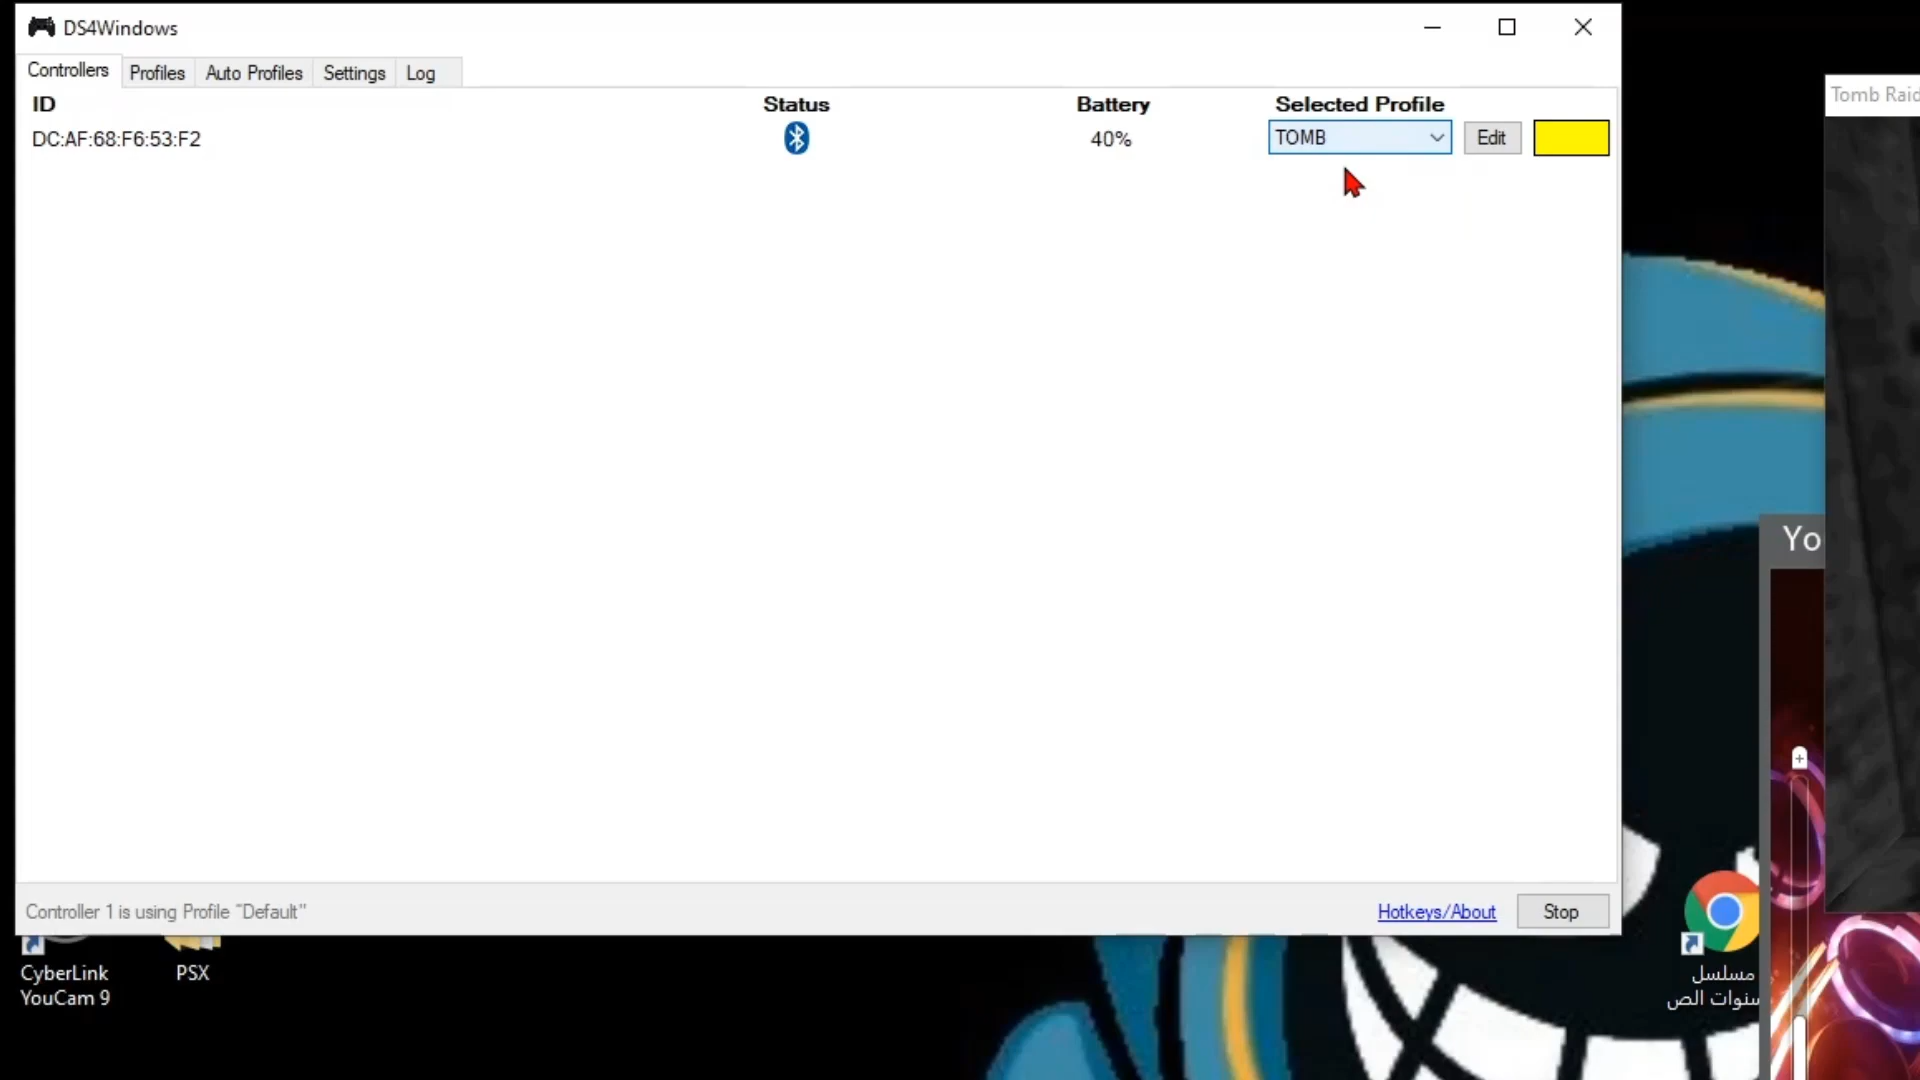 DS4Windows
Controllers Profiles Auto Profiles Settings Log
ID Status Battery Selected Profile
DC:AF:68:F6:53:F2 40% TOMB Edit
Controller 1 is using Profile "Default"
Hotkeys/About Stop
Tomb Raid
Yo
CyberLink
YouCam 9
PSX
مسلسل
سنوات الص